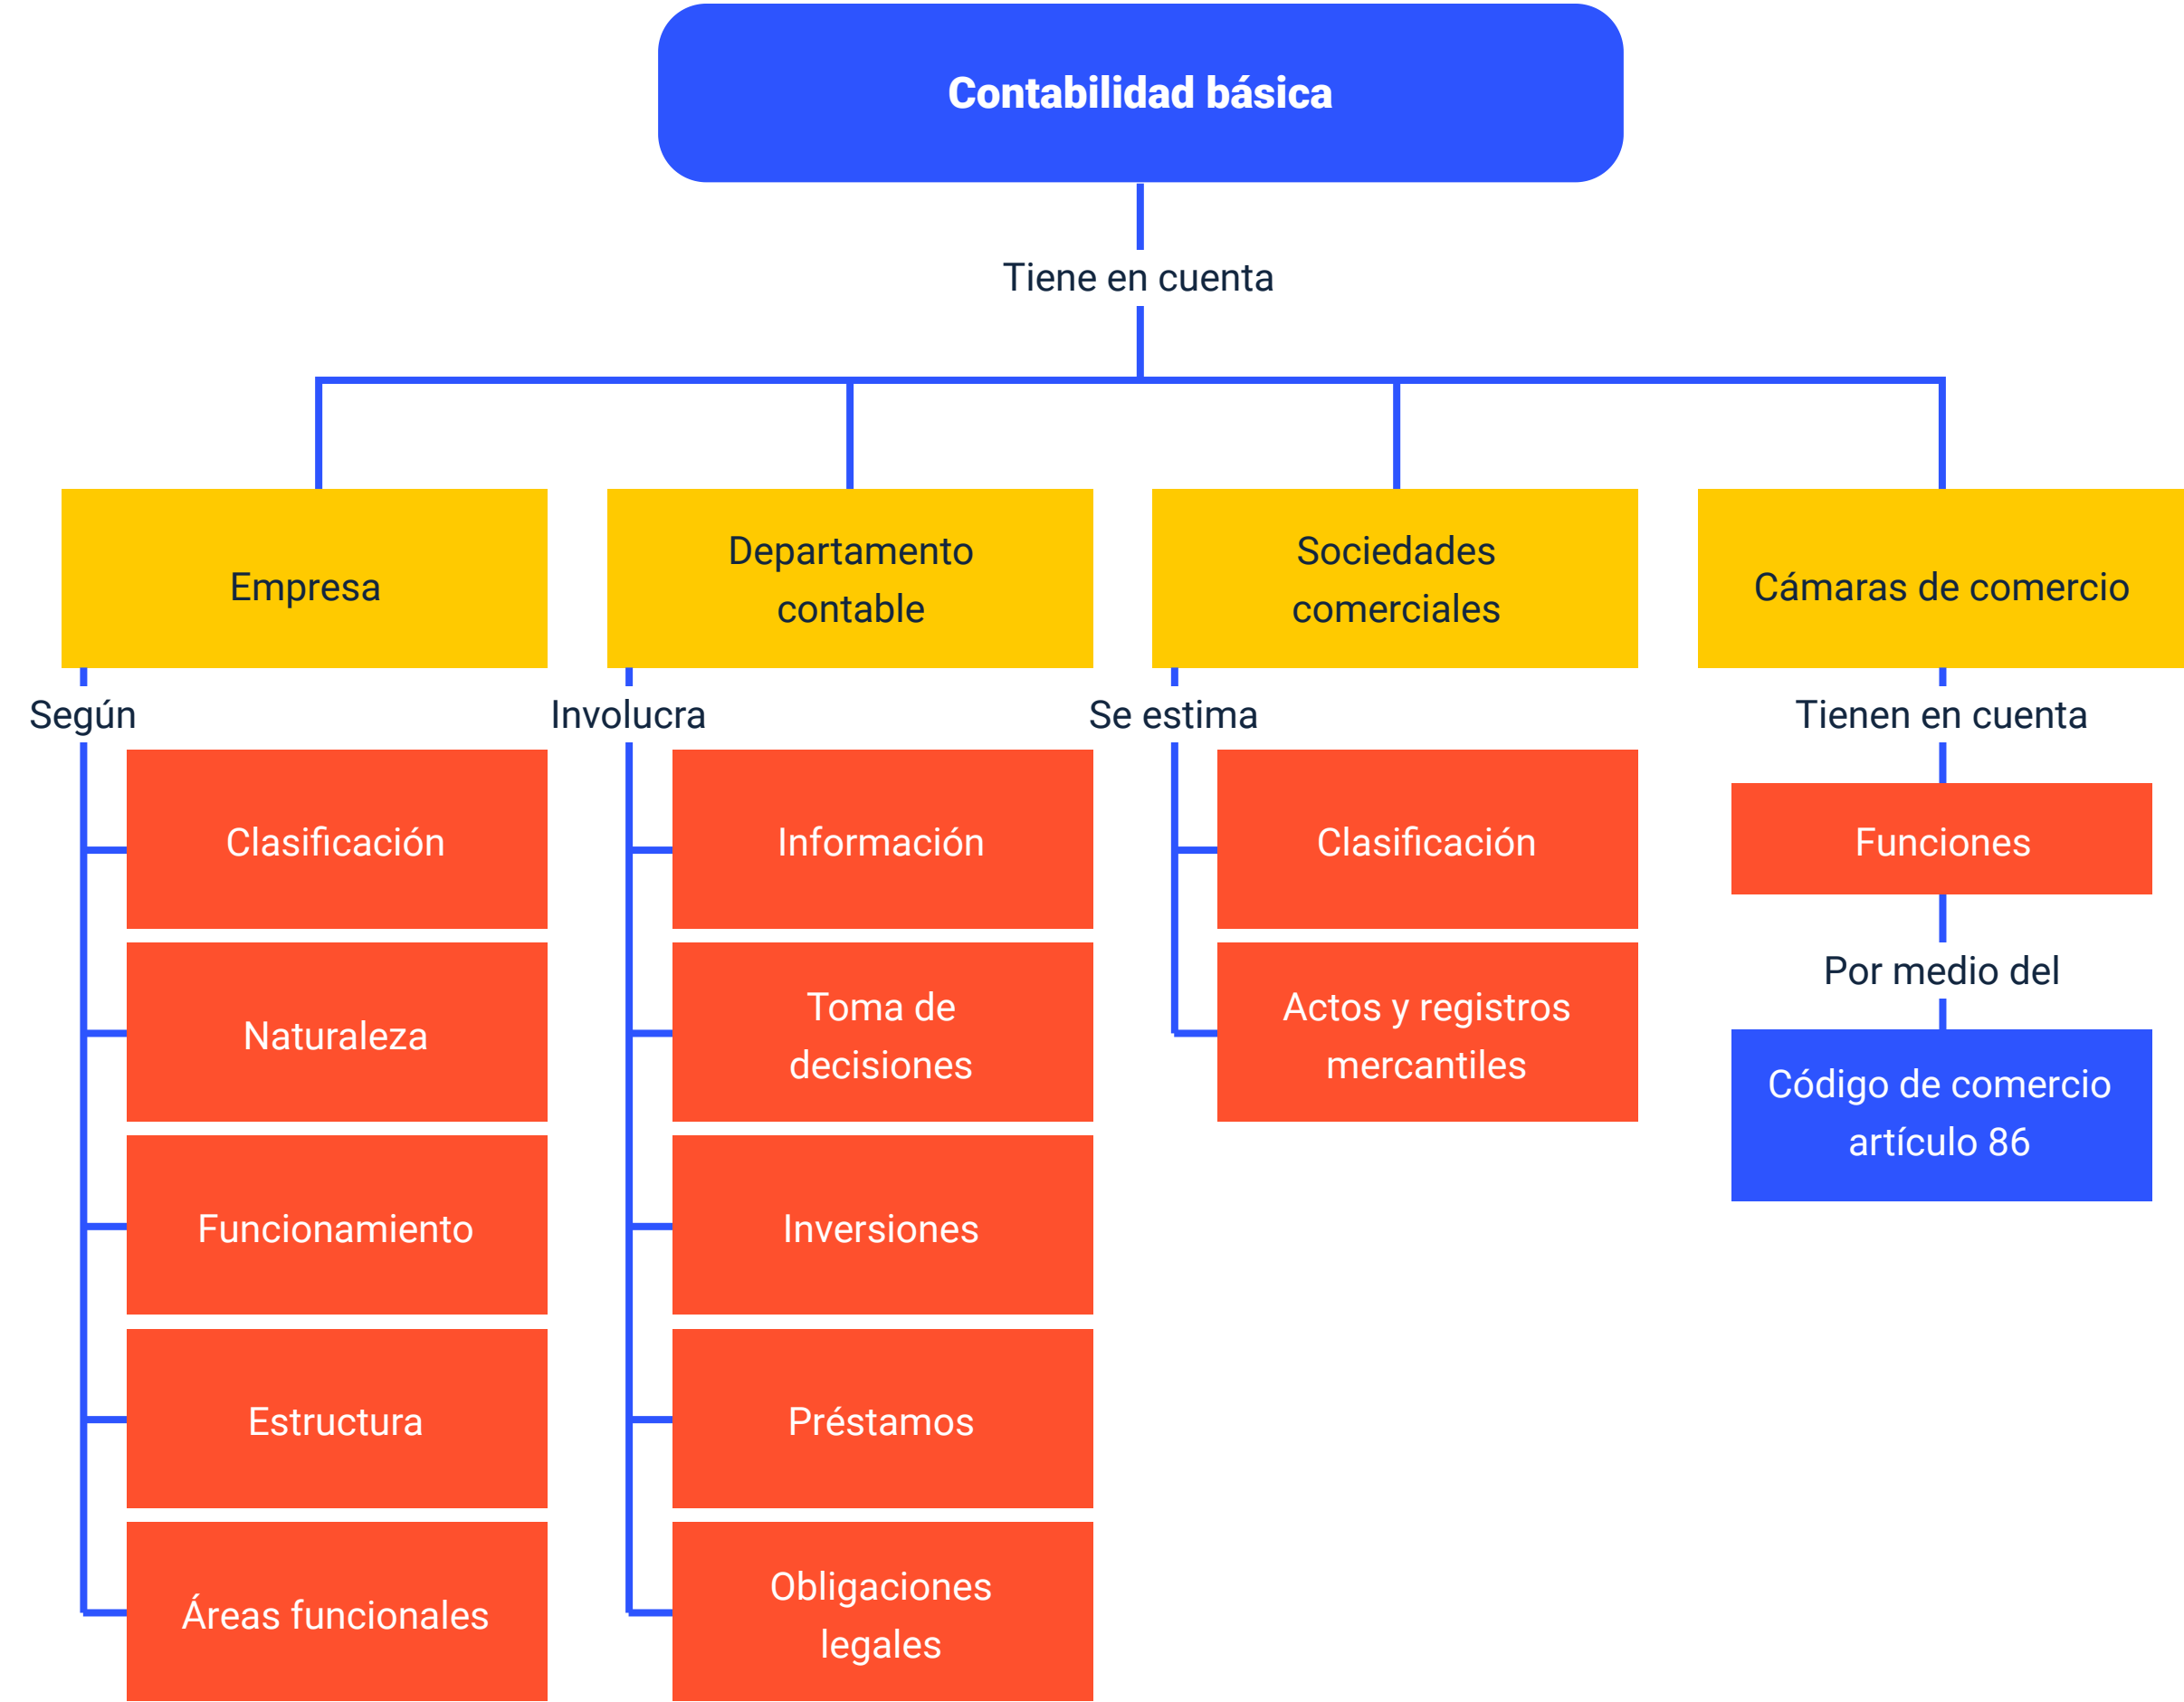 Contabilidad básica
Tiene en cuenta
Empresa
Según
Clasificación
Naturaleza
Funcionamiento
Estructura
Áreas funcionales
Departamento
contable
Involucra
Información
Toma de
decisiones
Inversiones
Préstamos
Obligaciones
legales
Sociedades
comerciales
Se estima
Clasificación
Actos y registros
mercantiles
Cámaras de comercio
Tienen en cuenta
Funciones
Por medio del
Código de comercio
artículo 86